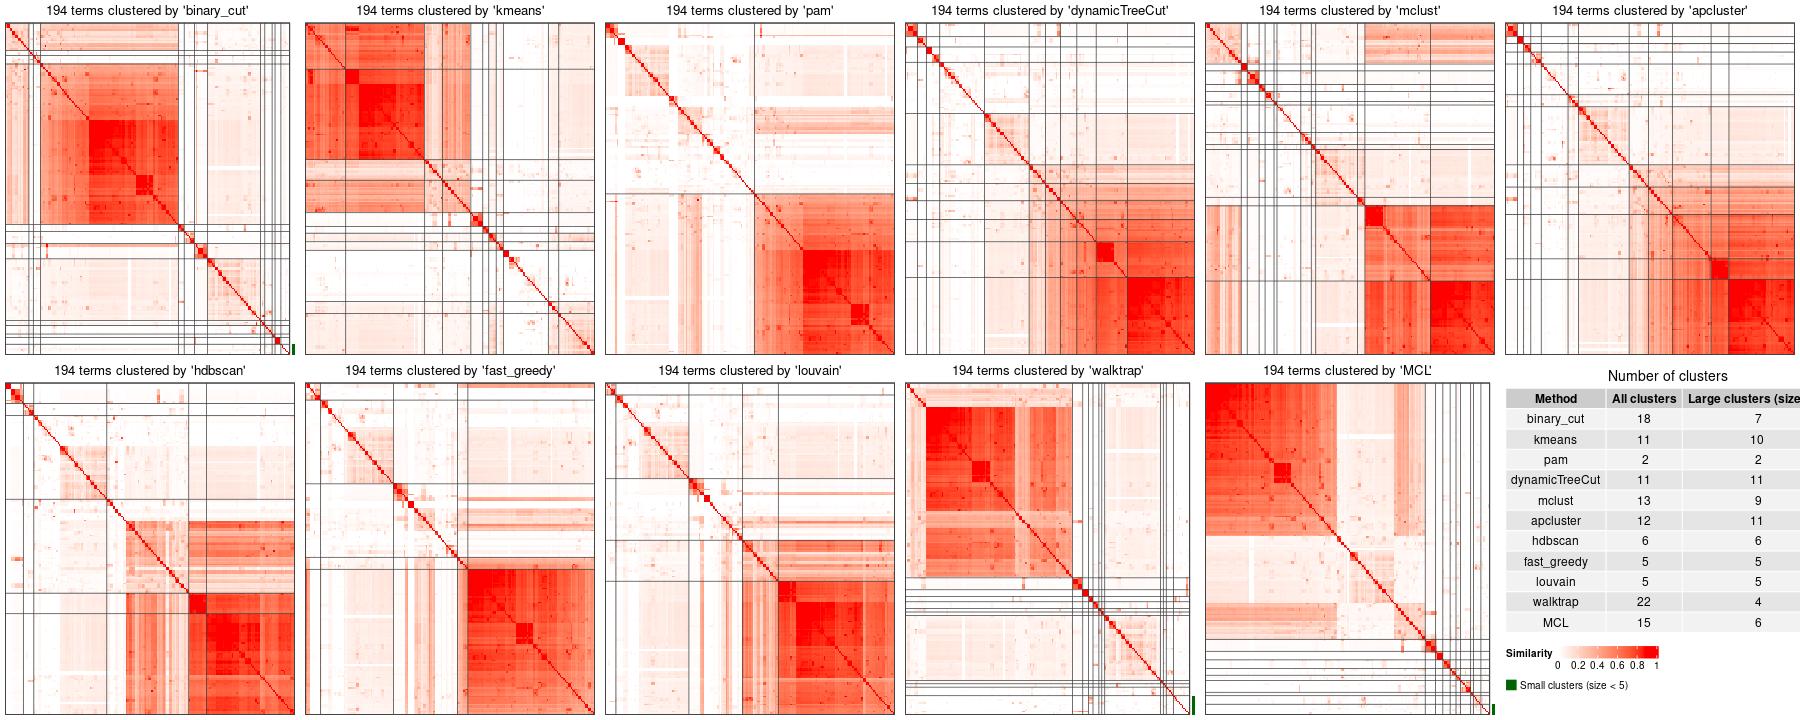 194 terms clustered by 'binary_cut'
194 terms clustered by 'kmeans'
194 terms clustered by 'pam'
194 terms clustered by 'dynamicTreeCut'
194 terms clustered by 'mclust'
194 terms clustered by 'apcluster'
194 terms clustered by 'hdbscan'
194 terms clustered by 'fast_greedy'
194 terms clustered by 'louvain'
194 terms clustered by 'walktrap'
194 terms clustered by 'MCL'
Number of clusters
Method All clusters Large clusters (size
binary_cut 18 7
kmeans 11 10
pam 2 2
dynamicTreeCut 11 11
mclust 13 9
apcluster 12 11
hdbscan 6 6
fast_greedy 5 5
louvain 5 5
walktrap 22 4
MCL 15 6
Similarity
0 0.2 0.4 0.6 0.8 1
Small clusters (size < 5)